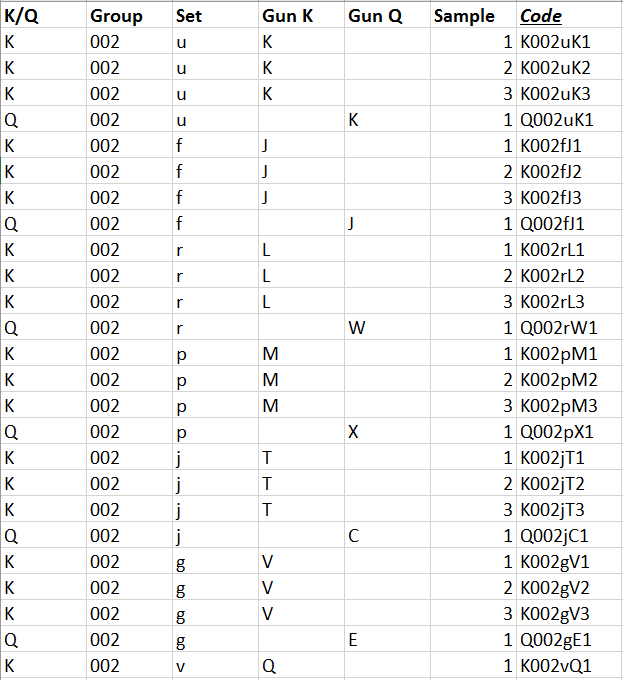 K/Q Group Set Gun K Gun Q Sample Code
K 002 u K 1 K002uK1
K 002 u K 2 K002uK2
K 002 u K 3 K002uK3
Q 002 u K 1 Q002uK1
K 002 f J 1 K002fJ1
K 002 f J 2 K002fJ2
K 002 f J 3 K002fJ3
Q 002 f J 1 Q002fJ1
K 002 r L 1 K002rL1
K 002 r L 2 K002rL2
K 002 r L 3 K002rL3
Q 002 r W 1 Q002rW1
K 002 p M 1 K002pM1
K 002 p M 2 K002pM2
K 002 p M 3 K002pM3
Q 002 p X 1 Q002pX1
K 002 j T 1 K002jT1
K 002 j T 2 K002jT2
K 002 j T 3 K002jT3
Q 002 j C 1 Q002jC1
K 002 g V 1 K002gV1
K 002 g V 2 K002gV2
K 002 g V 3 K002gV3
Q 002 g E 1 Q002gE1
K 002 v Q 1 K002vQ1